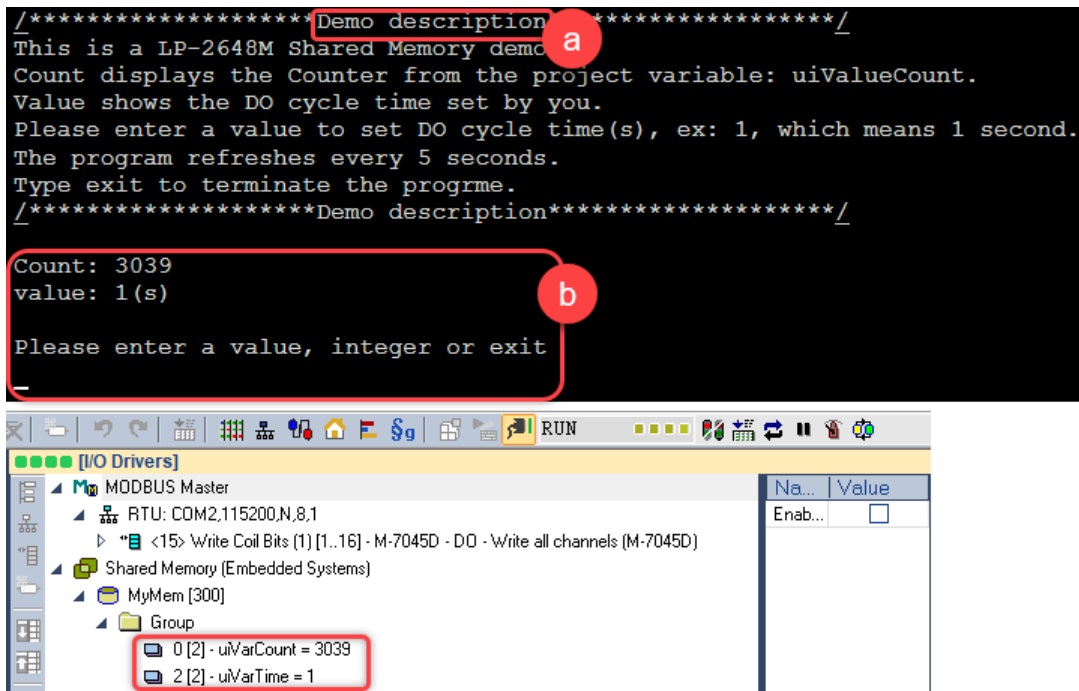 /********************Demo description********************/
a
This is a LP-2648M Shared Memory demo
Count displays the Counter from the project variable: uiValueCount.
Value shows the DO cycle time set by you.
Please enter a value to set DO cycle time(s), ex: 1, which means 1 second.
The program refreshes every 5 seconds.
Type exit to terminate the progrme.
/********************Demo description********************/
Count: 3039
value: 1(s)
b
Please enter a value, integer or exit
§g RUN
[I/O Drivers]
MODBUS Master
Na... Value
RTU: COM2,115200,N,8,1
Enab...
<15> Write Coil Bits (1) [1..16] - M-7045D - DO - Write all channels (M-7045D)
Shared Memory (Embedded Systems)
MyMem [300]
Group
0 [2] - uiVarCount = 3039
2 [2] - uiVarTime = 1